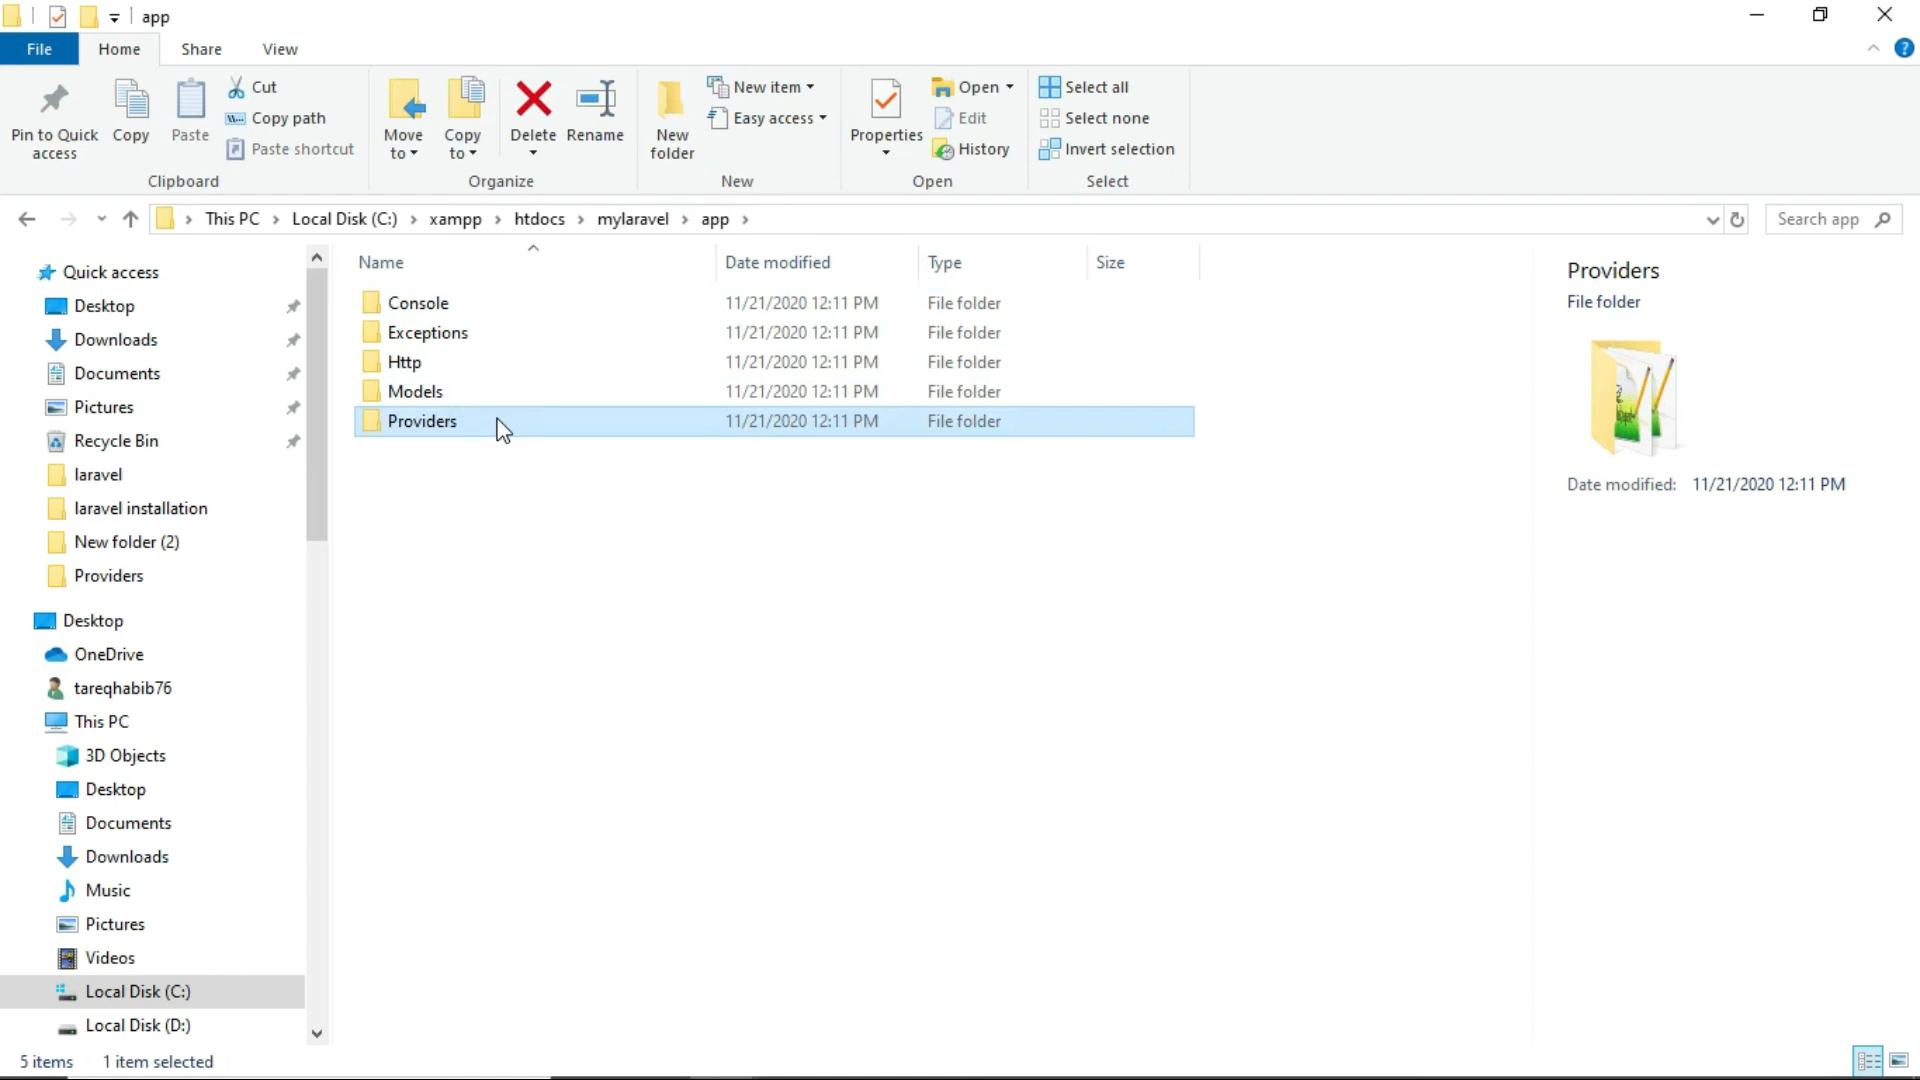 app
File Home Share View
Pin to Quick access
Copy
Paste
Cut
Copy path
Paste shortcut
Clipboard
Move to
Copy to
Delete
Rename
Organize
New folder
New item
Easy access
New
Properties
Open
Edit
History
Open
Select all
Select none
Invert selection
Select
This PC > Local Disk (C:) > xampp > htdocs > mylaravel > app >
Search app
Quick access
Desktop
Downloads
Documents
Pictures
Recycle Bin
laravel
laravel installation
New folder (2)
Providers
Desktop
OneDrive
tareqhabib76
This PC
3D Objects
Desktop
Documents
Downloads
Music
Pictures
Videos
Local Disk (C:)
Local Disk (D:)
Name Date modified Type Size
Console 11/21/2020 12:11 PM File folder
Exceptions 11/21/2020 12:11 PM File folder
Http 11/21/2020 12:11 PM File folder
Models 11/21/2020 12:11 PM File folder
Providers 11/21/2020 12:11 PM File folder
Providers
File folder
Date modified: 11/21/2020 12:11 PM
5 items 1 item selected